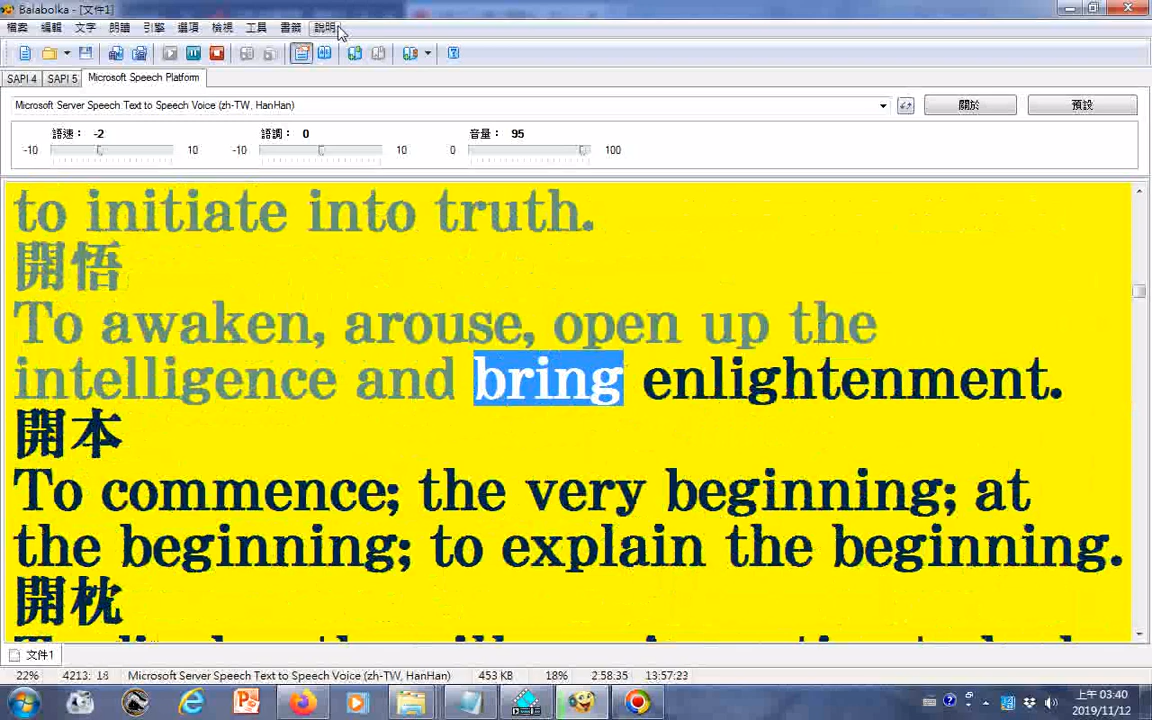 Balabolka - [文件1]
檔案 編輯 文字 朗讀 引擎 選項 檢視 工具 書籤 說明
SAPI 4 SAPI 5 Microsoft Speech Platform
Microsoft Server Speech Text to Speech Voice (zh-TW, HanHan) 關於 預設
語速： -2 語調： 0 音量： 95
-10 10 -10 10 0 100
to initiate into truth.
開悟
To awaken, arouse, open up the
intelligence and bring enlightenment.
開本
To commence; the very beginning; at
the beginning; to explain the beginning.
開枕
文件1
22% 4213: 18 Microsoft Server Speech Text to Speech Voice (zh-TW, HanHan) 453 KB 18% 2:58:35 13:57:23
上午 03:40
2019/11/12